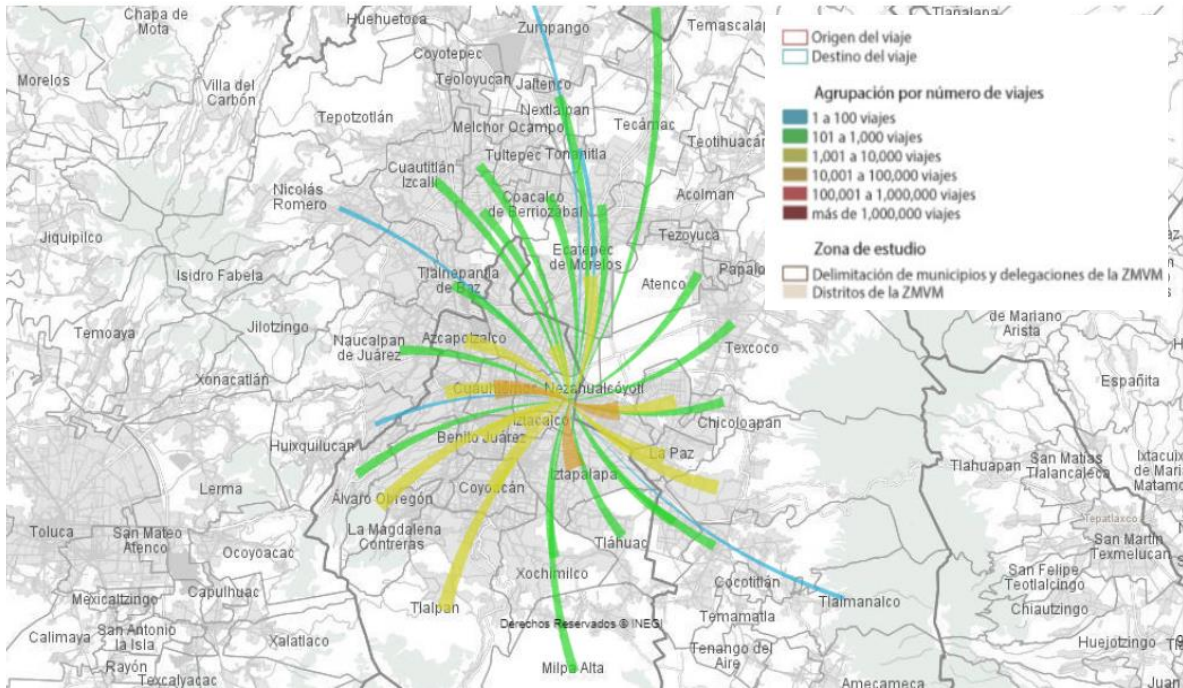 Chapa de
Mota
Huehuetoca
Zumpango
Temascalap
Tlañalapa
Coyotepec
Teoloyucan
Morelos
Villa del
Carbón
Jaltenco
Nextlalpan
Tepotzotlán
Melchor Ocampo
Tecámac
Teotihuacán
Tultepec
Tonanitla
Cuautitlán
Izcalli
Nicolás
Romero
Coacalco
de Berriozábal
Acolman
Jiquipilco
Tezoyuca
Ecatepec
de Morelos
Isidro Fabela
Tlalnepantla
de Baz
Atenco
Papalo
Temoaya
Jilotzingo
Azcapotzalco
Naucalpan
de Juárez
Texcoco
Xonacatlán
Cuauhtémoc
Nezahualcóyotl
Iztacalco
Chicoloapan
Huixquilucan
Benito Juárez
La Paz
Iztapalapa
Lerma
Álvaro Obregón
Coyoacán
Toluca
San Mateo
Atenco
La Magdalena
Contreras
Ocoyoacac
Tláhuac
Xochimilco
Cocotitlán
Mexicaltzingo
Capulhuac
Tlalpan
Tlalmanalco
Temamatla
Derechos Reservados © INEGI
Calimaya
San Antonio
la Isla
Xalatlaco
Tenango del
Aire
Rayón
Milpa Alta
Texcalyacac
Amecameca
Origen del viaje
Destino del viaje
Agrupación por número de viajes
1 a 100 viajes
101 a 1,000 viajes
1,001 a 10,000 viajes
10,001 a 100,000 viajes
100,001 a 1,000,000 viajes
más de 1,000,000 viajes
Zona de estudio
Delimitación de municipios y delegaciones de la ZMVM
Distritos de la ZMVM
de Mariano
Arista
Españita
Tlahuapan
San Matías
Tlalancaleca
Ixtacuix
de Maria
Matamo
Tepatlaxco
San Martín
Texmelucan
San Felipe
Teotlalcingo
Chiautzingo
Huejotzingo
Juan